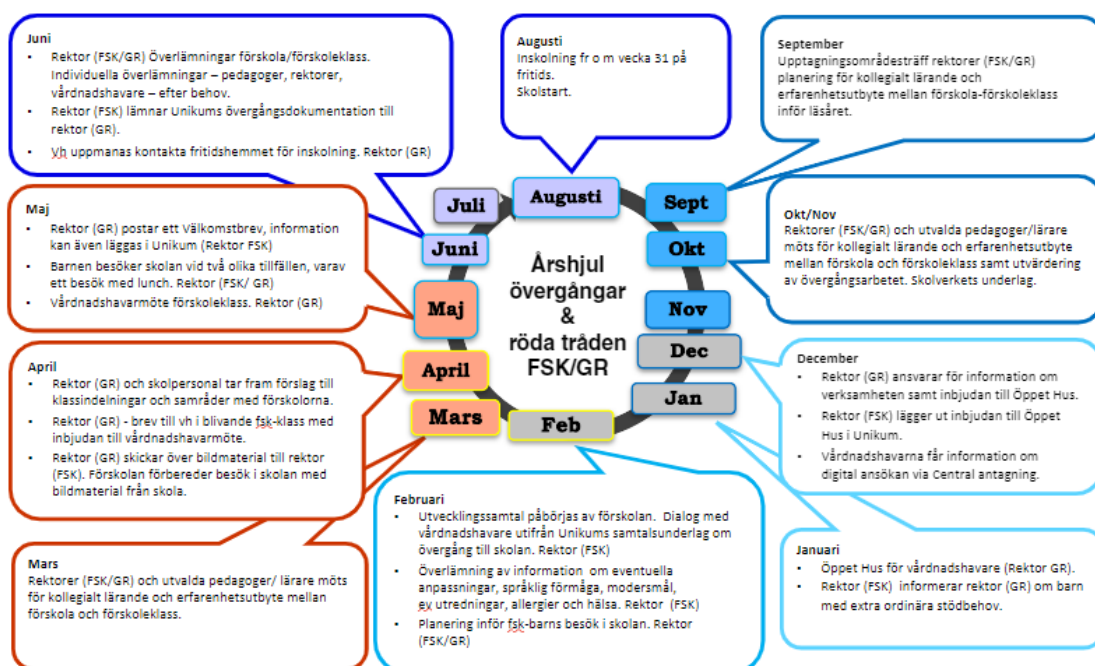 Juni
• Rektor (FSK/GR) Överlämningar förskola/förskoleklass.
Individuella överlämningar – pedagoger, rektorer,
vårdnadshavare – efter behov.
• Rektor (FSK) lämnar Unikums övergångsdokumentation till
rektor (GR).
• Vh uppmanas kontakta fritidshemmet för inskolning. Rektor (GR)
Augusti
Inskolning fr o m vecka 31 på
fritids.
Skolstart.
September
Upptagningsområdesträff rektorer (FSK/GR)
planering för kollegialt lärande och
erfarenhetsutbyte mellan förskola-förskoleklass
inför läsåret.
Maj
• Rektor (GR) postar ett Välkomstbrev, information
kan även läggas i Unikum (Rektor FSK)
• Barnen besöker skolan vid två olika tillfällen, varav
ett besök med lunch. Rektor (FSK/ GR)
• Vårdnadshavarmöte förskoleklass. Rektor (GR)
Okt/Nov
Rektorer (FSK/GR) och utvalda pedagoger/lärare
möts för kollegialt lärande och erfarenhetsutbyte
mellan förskola och förskoleklass samt utvärdering
av övergångsarbetet. Skolverkets underlag.
Juli
Augusti
Sept
Juni
Okt
Maj
Nov
April
Dec
Mars
Jan
Feb
Årshjul
övergångar
&
röda tråden
FSK/GR
April
• Rektor (GR) och skolpersonal tar fram förslag till
klassindelningar och samråder med förskolorna.
• Rektor (GR) - brev till vh i blivande fsk-klass med
inbjudan till vårdnadshavarmöte.
• Rektor (GR) skickar över bildmaterial till rektor
(FSK). Förskolan förbereder besök i skolan med
bildmaterial från skola.
December
• Rektor (GR) ansvarar för information om
verksamheten samt inbjudan till Öppet Hus.
• Rektor (FSK) lägger ut inbjudan till Öppet
Hus i Unikum.
• Vårdnadshavarna får information om
digital ansökan via Central antagning.
Mars
Rektorer (FSK/GR) och utvalda pedagoger/ lärare möts
för kollegialt lärande och erfarenhetsutbyte mellan
förskola och förskoleklass.
Februari
• Utvecklingssamtal påbörjas av förskolan. Dialog med
vårdnadshavare utifrån Unikums samtalsunderlag om
övergång till skolan. Rektor (FSK)
• Överlämning av information om eventuella
anpassningar, språklig förmåga, modersmål,
ev utredningar, allergier och hälsa. Rektor (FSK)
• Planering inför fsk-barns besök i skolan. Rektor
(FSK/GR)
Januari
• Öppet Hus för vårdnadshavare (Rektor GR).
• Rektor (FSK) informerar rektor (GR) om barn
med extra ordinära stödbehov.